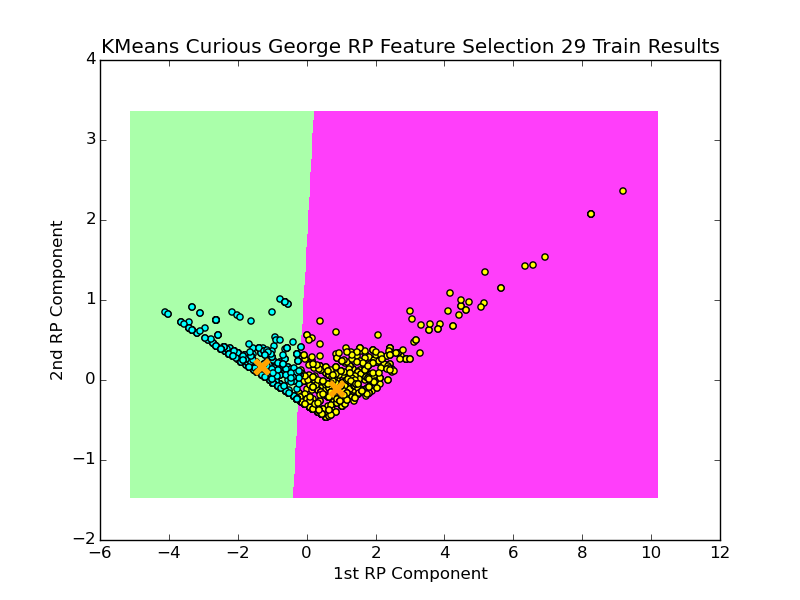 KMeans Curious George RP Feature Selection 29 Train Results
4
3
2
1
0
−1
−2
2nd RP Component
−6 −4 −2 0 2 4 6 8 10 12
1st RP Component